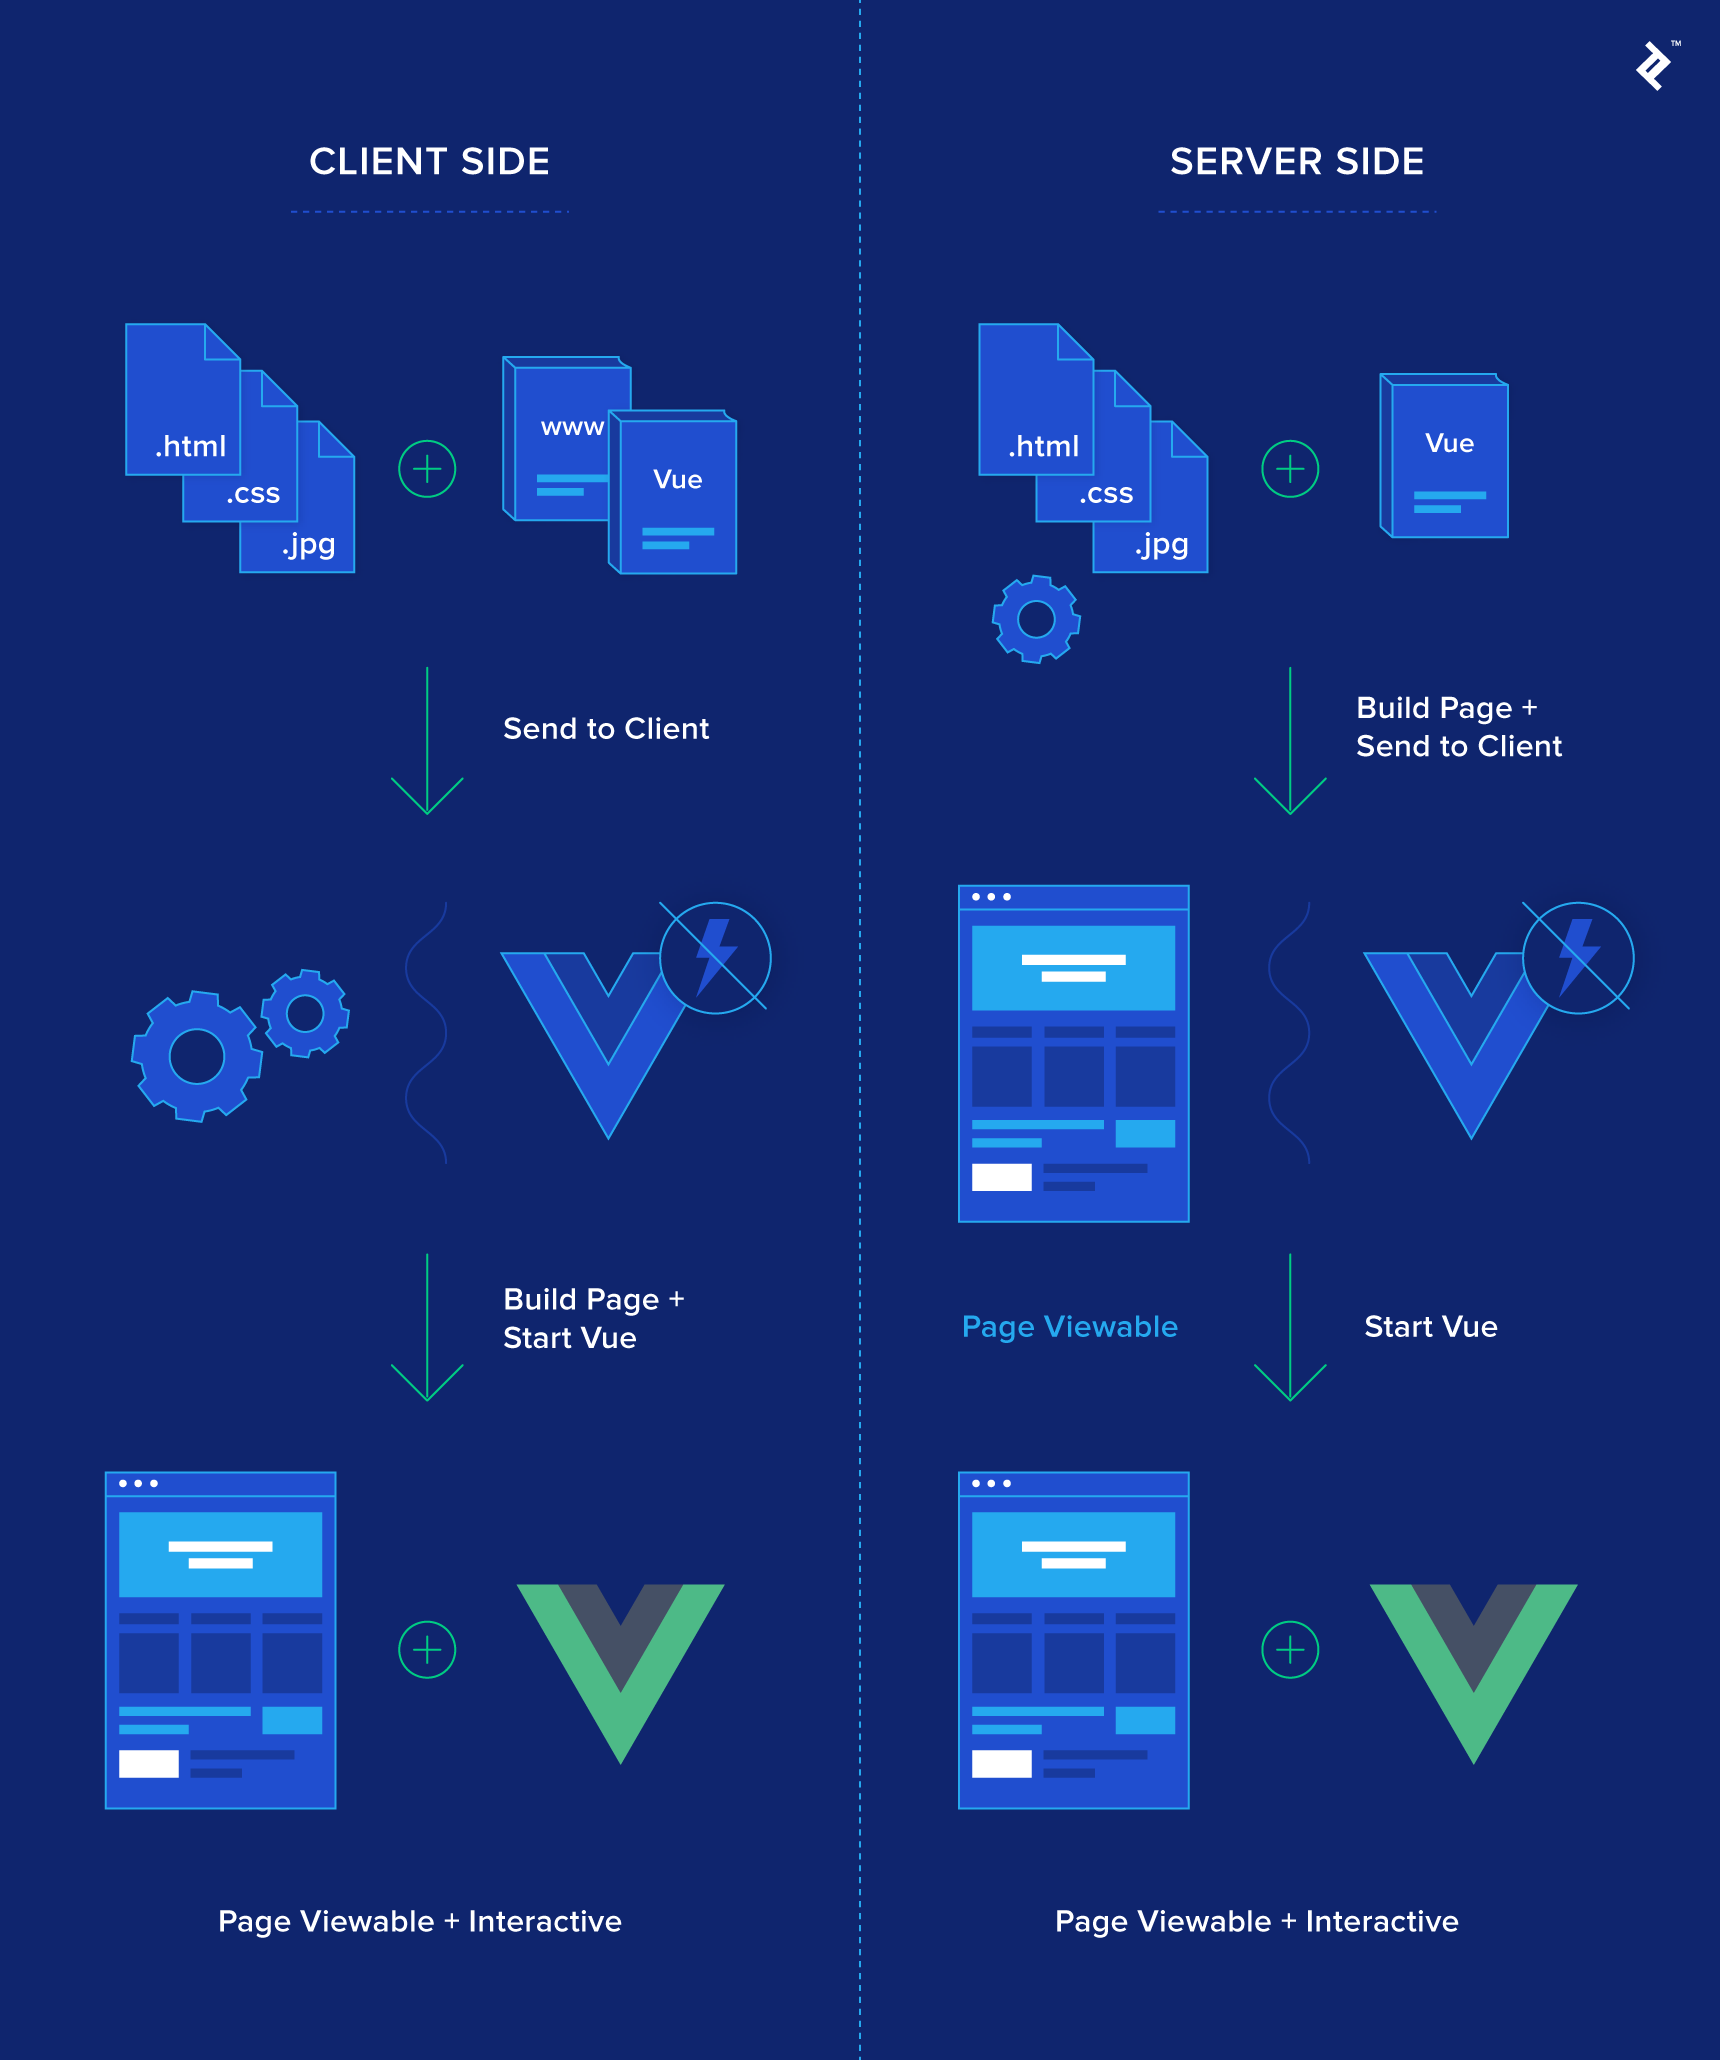 ™
CLIENT SIDE
.html
.css
.jpg
www
Vue
Send to Client
Build Page +
Start Vue
Page Viewable + Interactive
SERVER SIDE
.html
.css
.jpg
Vue
Build Page +
Send to Client
Page Viewable
Start Vue
Page Viewable + Interactive